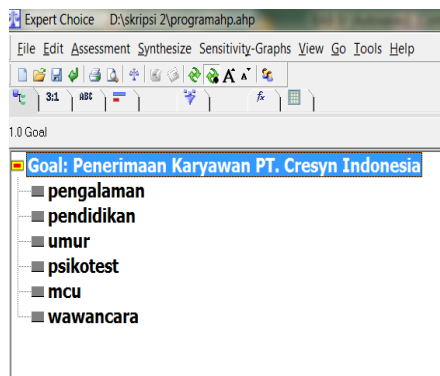 Expert Choice D:\skripsi 2\programahp.ahp
File Edit Assessment Synthesize Sensitivity-Graphs View Go Tools Help
A A
3:1 ABC fx
1.0 Goal
Goal: Penerimaan Karyawan PT. Cresyn Indonesia
pengalaman
pendidikan
umur
psikotest
mcu
wawancara